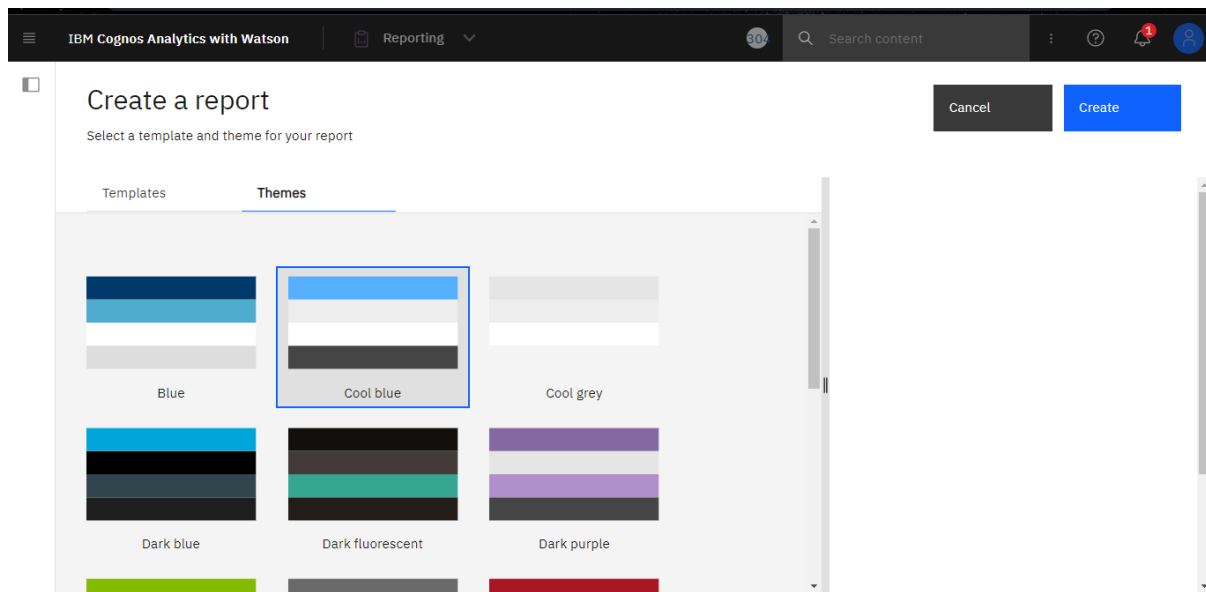 IBM Cognos Analytics with Watson
Reporting
304
Search content
1
Create a report
Cancel
Create
Select a template and theme for your report
Templates
Themes
Blue
Cool blue
Cool grey
Dark blue
Dark fluorescent
Dark purple